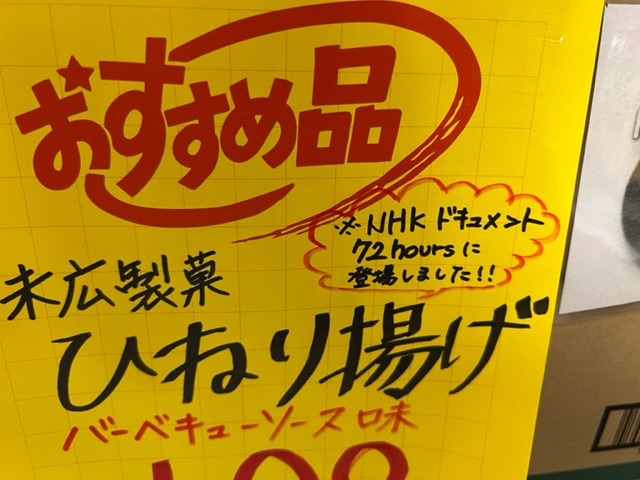 おすすめ品
※NHKドキュメント
72hoursに
登場しました!!
末広製菓
ひねり揚げ
バーベキューソース味